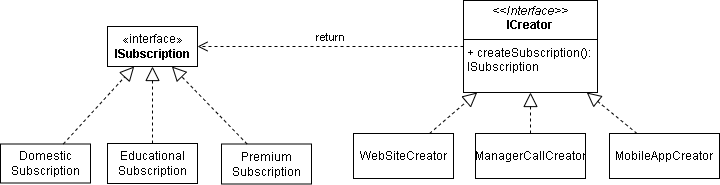 «interface»
ISubscription
return
<<Interface>>
ICreator
+ createSubscription():
ISubscription
Domestic
Subscription
Educational
Subscription
Premium
Subscription
WebSiteCreator
ManagerCallCreator
MobileAppCreator